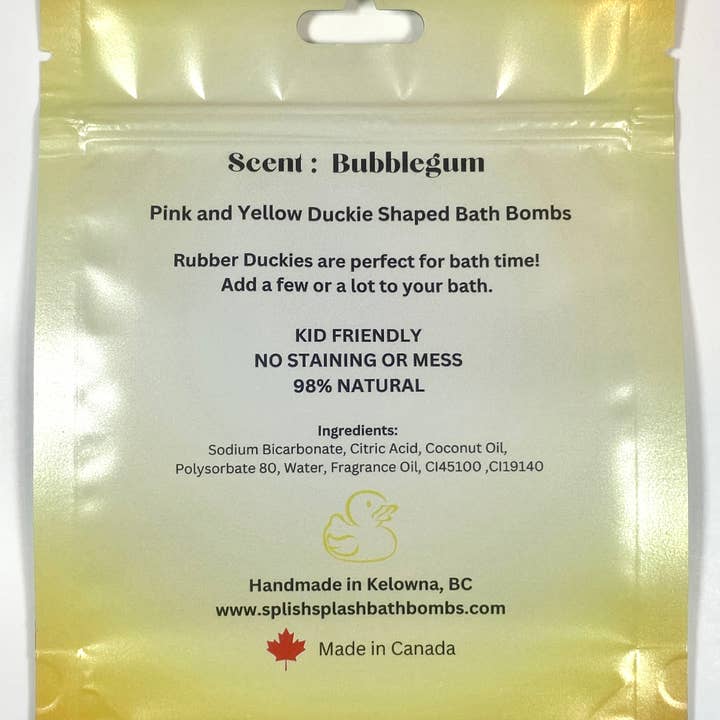 Scent : Bubblegum
Pink and Yellow Duckie Shaped Bath Bombs
Rubber Duckies are perfect for bath time!
Add a few or a lot to your bath.
KID FRIENDLY
NO STAINING OR MESS
98% NATURAL
Ingredients:
Sodium Bicarbonate, Citric Acid, Coconut Oil,
Polysorbate 80, Water, Fragrance Oil, CI45100 ,CI19140
Handmade in Kelowna, BC
www.splishsplashbathbombs.com
Made in Canada